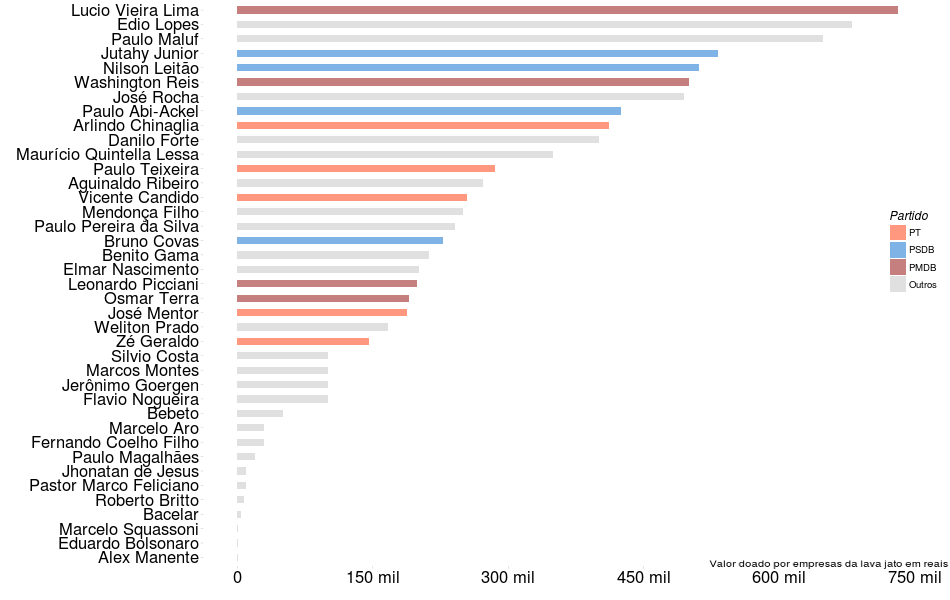 Lucio Vieira Lima
Edio Lopes
Paulo Maluf
Jutahy Junior
Nilson Leitão
Washington Reis
José Rocha
Paulo Abi-Ackel
Arlindo Chinaglia
Danilo Forte
Maurício Quintella Lessa
Paulo Teixeira
Aguinaldo Ribeiro
Vicente Candido
Mendonça Filho
Paulo Pereira da Silva
Bruno Covas
Benito Gama
Elmar Nascimento
Leonardo Picciani
Osmar Terra
José Mentor
Weliton Prado
Zé Geraldo
Silvio Costa
Marcos Montes
Jerônimo Goergen
Flavio Nogueira
Bebeto
Marcelo Aro
Fernando Coelho Filho
Paulo Magalhães
Jhonatan de Jesus
Pastor Marco Feliciano
Roberto Britto
Bacelar
Marcelo Squassoni
Eduardo Bolsonaro
Alex Manente
Partido
PT
PSDB
PMDB
Outros
Valor doado por empresas da lava jato em reais
0 150 mil 300 mil 450 mil 600 mil 750 mil